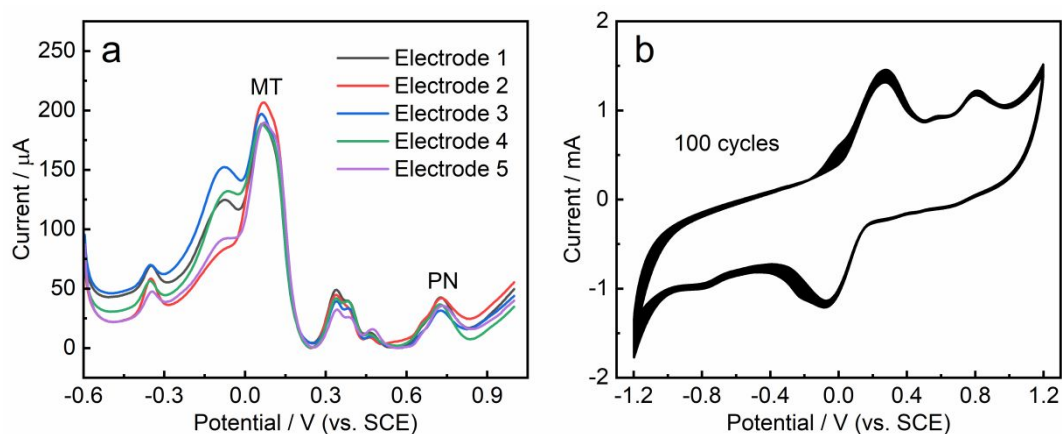 a
MT
PN
Electrode 1
Electrode 2
Electrode 3
Electrode 4
Electrode 5
250
200
150
100
50
0
Current / μA
-0.6 -0.3 0.0 0.3 0.6 0.9
Potential / V (vs. SCE)
b
100 cycles
2
1
0
-1
-2
Current / mA
-1.2 -0.8 -0.4 0.0 0.4 0.8 1.2
Potential / V (vs. SCE)